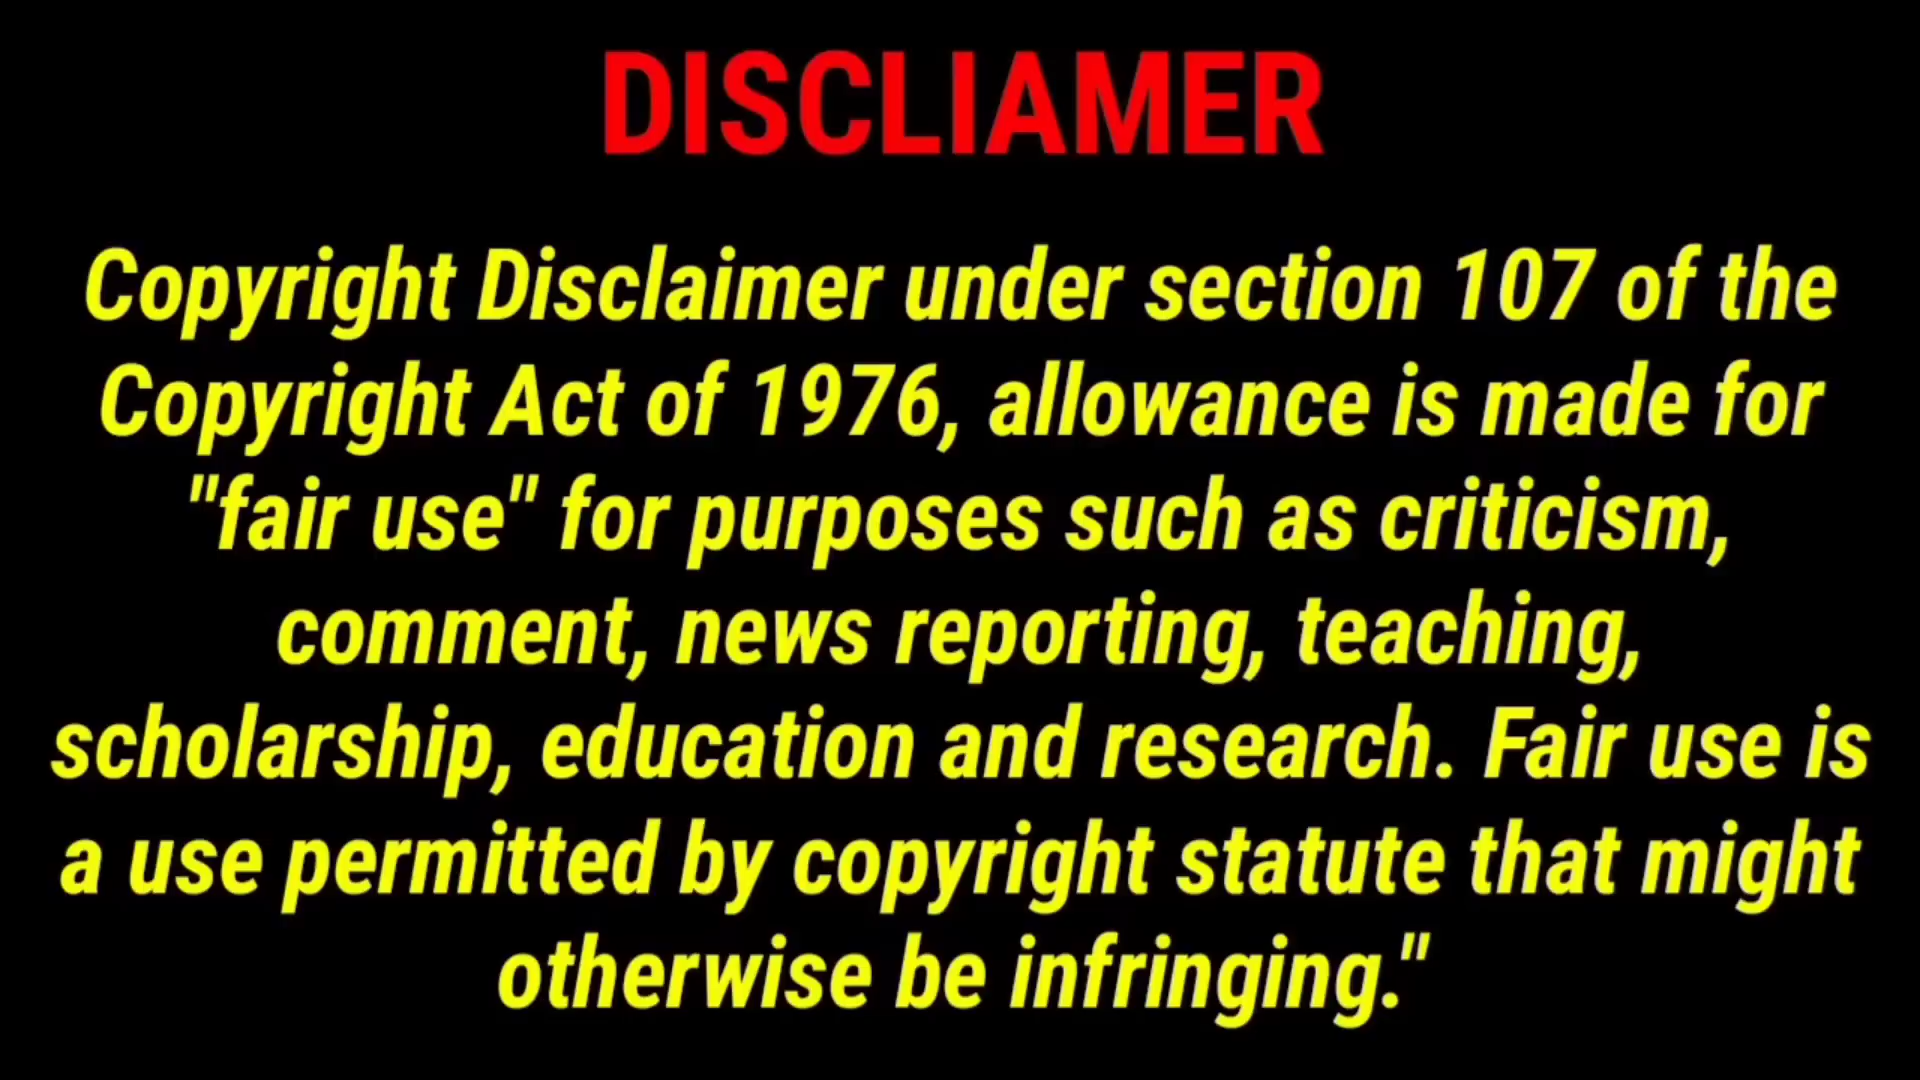 DISCLIAMER
Copyright Disclaimer under section 107 of the
Copyright Act of 1976, allowance is made for
"fair use" for purposes such as criticism,
comment, news reporting, teaching,
scholarship, education and research. Fair use is
a use permitted by copyright statute that might
otherwise be infringing."